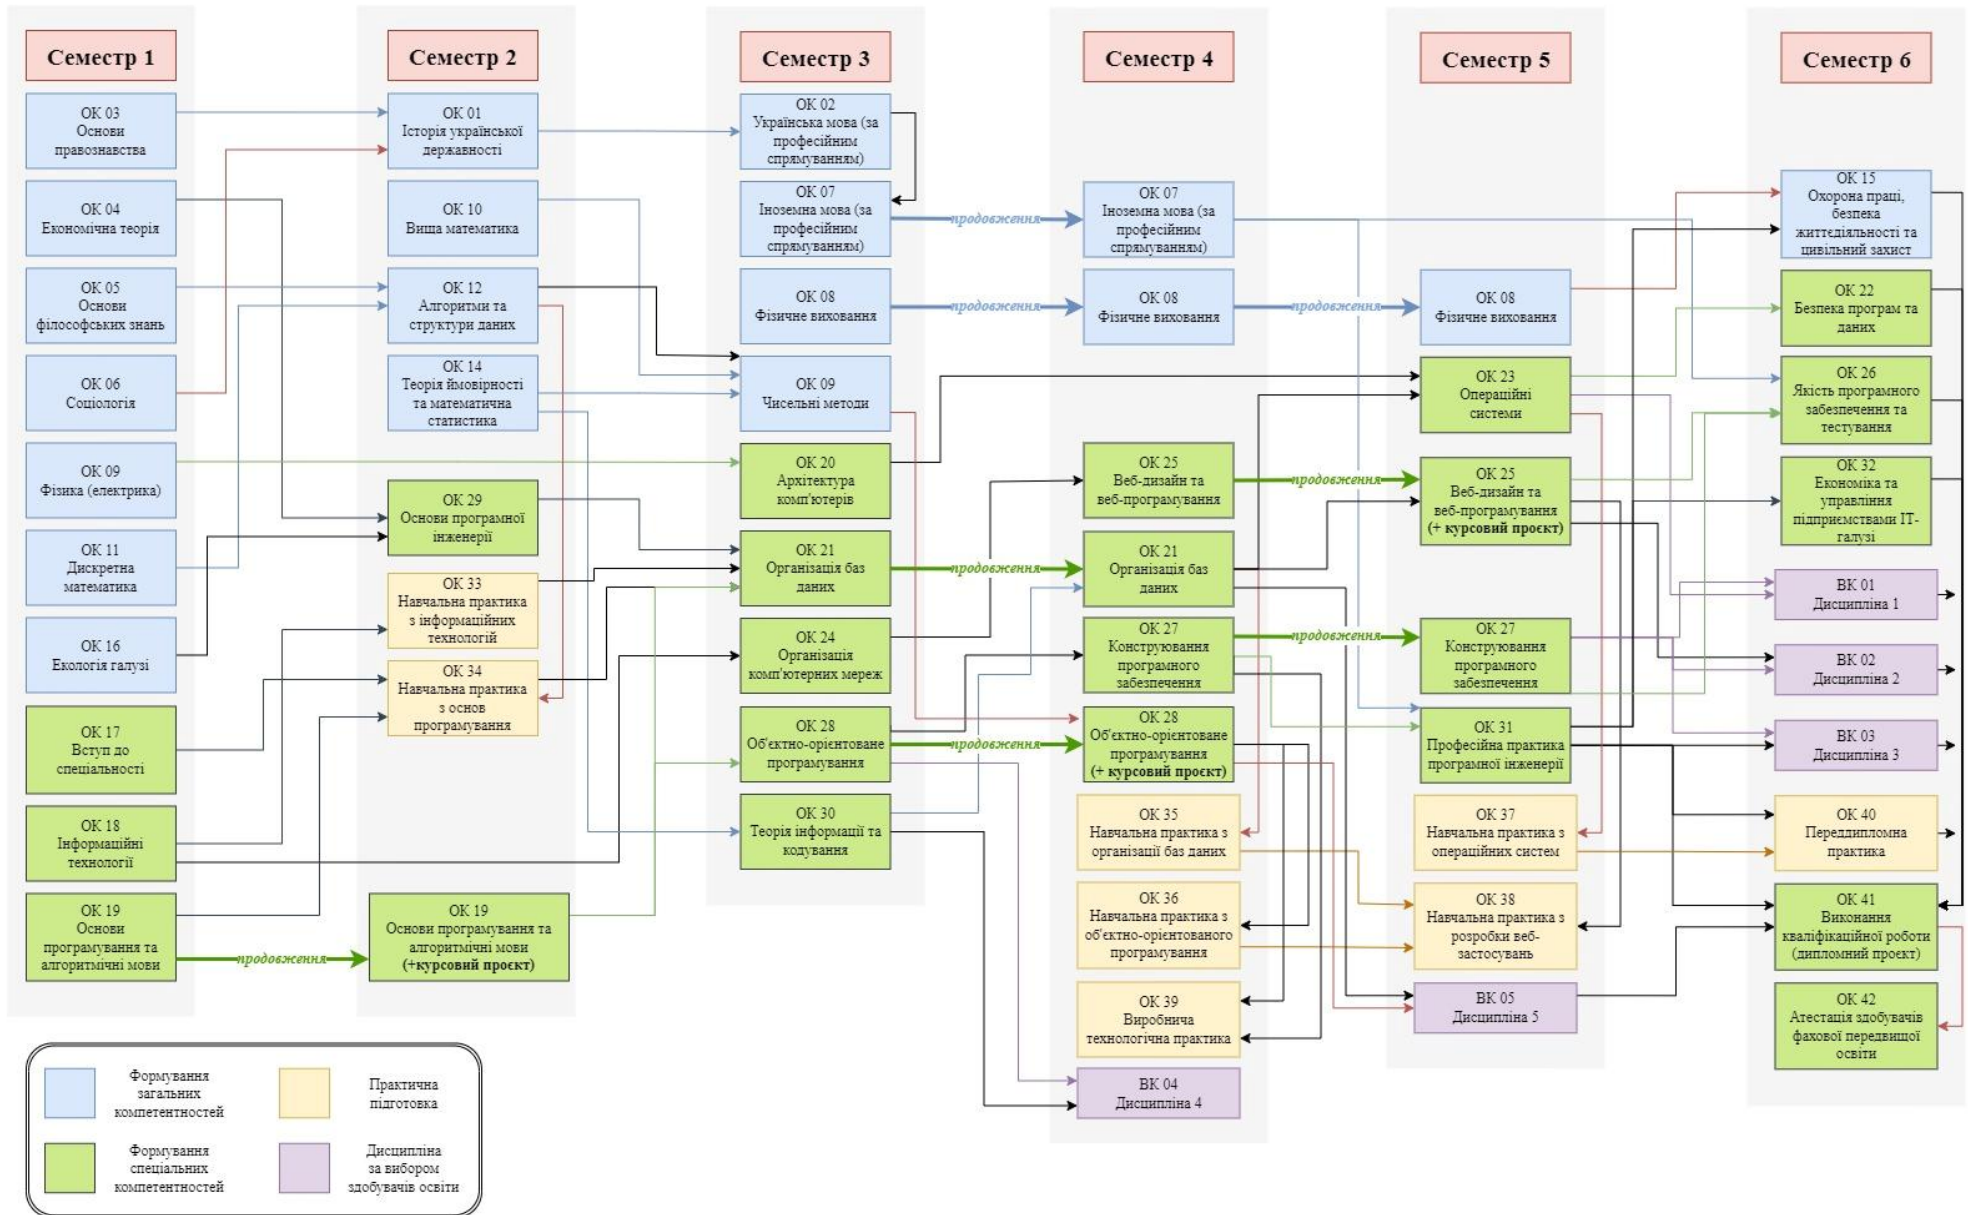 Семестр 1
ОК 03
Основи
правознавства
ОК 04
Економічна теорія
ОК 05
Основи
філософських знань
ОК 06
Соціологія
ОК 09
Фізика (електрика)
ОК 11
Дискретна
математика
ОК 16
Екологія галузі
ОК 17
Вступ до
спеціальності
ОК 18
Інформаційні
технології
ОК 19
Основи
програмування та
алгоритмічні мови
продовження
Семестр 2
ОК 01
Історія української
державності
ОК 10
Вища математика
ОК 12
Алгоритми та
структури даних
ОК 14
Теорія ймовірності
та математична
статистика
ОК 29
Основи програмної
інженерії
ОК 33
Навчальна практика
з інформаційних
технологій
ОК 34
Навчальна практика
з основ
програмування
ОК 19
Основи програмування та
алгоритмічні мови
(+курсовий проєкт)
Семестр 3
ОК 02
Українська мова (за
професійним
спрямуванням)
ОК 07
Іноземна мова (за
професійним
спрямуванням)
продовження
ОК 08
Фізичне виховання
продовження
ОК 09
Чисельні методи
ОК 20
Архітектура
комп'ютерів
ОК 21
Організація баз
даних
продовження
ОК 24
Організація
комп'ютерних мереж
ОК 28
Об'єктно-орієнтоване
програмування
продовження
ОК 30
Теорія інформації та
кодування
Семестр 4
ОК 07
Іноземна мова (за
професійним
спрямуванням)
ОК 08
Фізичне виховання
продовження
ОК 25
Веб-дизайн та
веб-програмування
продовження
ОК 21
Організація баз
даних
ОК 27
Конструювання
програмного
забезпечення
продовження
ОК 28
Об'єктно-орієнтоване
програмування
(+ курсовий проєкт)
ОК 35
Навчальна практика з
організації баз даних
ОК 36
Навчальна практика з
об'єктно-орієнтованого
програмування
ОК 39
Виробнича
технологічна практика
ВК 04
Дисципліна 4
Семестр 5
ОК 08
Фізичне виховання
ОК 23
Операційні
системи
ОК 25
Веб-дизайн та
веб-програмування
(+ курсовий проєкт)
ОК 27
Конструювання
програмного
забезпечення
ОК 31
Професійна практика
програмної інженерії
ОК 37
Навчальна практика з
операційних систем
ОК 38
Навчальна практика з
розробки веб-
застосувань
ВК 05
Дисципліна 5
Семестр 6
ОК 15
Охорона праці,
безпека
життєдіяльності та
цивільний захист
ОК 22
Безпека програм та
даних
ОК 26
Якість програмного
забезпечення та
тестування
ОК 32
Економіка та
управління
підприємствами ІТ-
галузі
ВК 01
Дисципліна 1
ВК 02
Дисципліна 2
ВК 03
Дисципліна 3
ОК 40
Переддипломна
практика
ОК 41
Виконання
кваліфікаційної роботи
(дипломний проєкт)
ОК 42
Атестація здобувачів
фахової передвищої
освіти
Формування
загальних
компетентностей
Практична
підготовка
Формування
спеціальних
компетентностей
Дисципліна
за вибором
здобувачів освіти